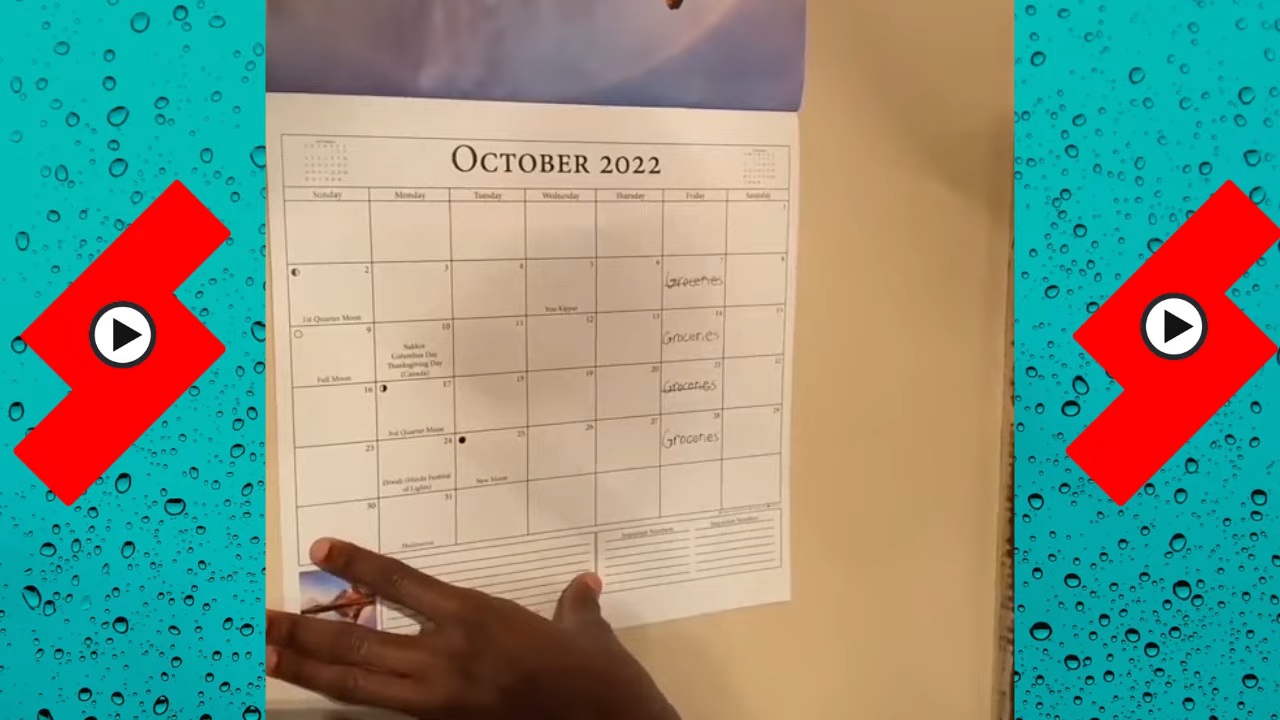 OCTOBER 2022
Sunday Monday Tuesday Wednesday Thursday Friday Saturday
1
2 3 4 5 6 7 8
Groceries
1st Quarter Moon Yom Kippur
9 10 11 12 13 14 15
Sukkot
Columbus Day
Thanksgiving Day
(Canada)
Groceries
Full Moon
16 17 18 19 20 21 22
Groceries
3rd Quarter Moon
23 24 25 26 27 28 29
Groceries
Diwali (Hindu Festival
of Lights)
New Moon
30 31
Halloween
Important Numbers